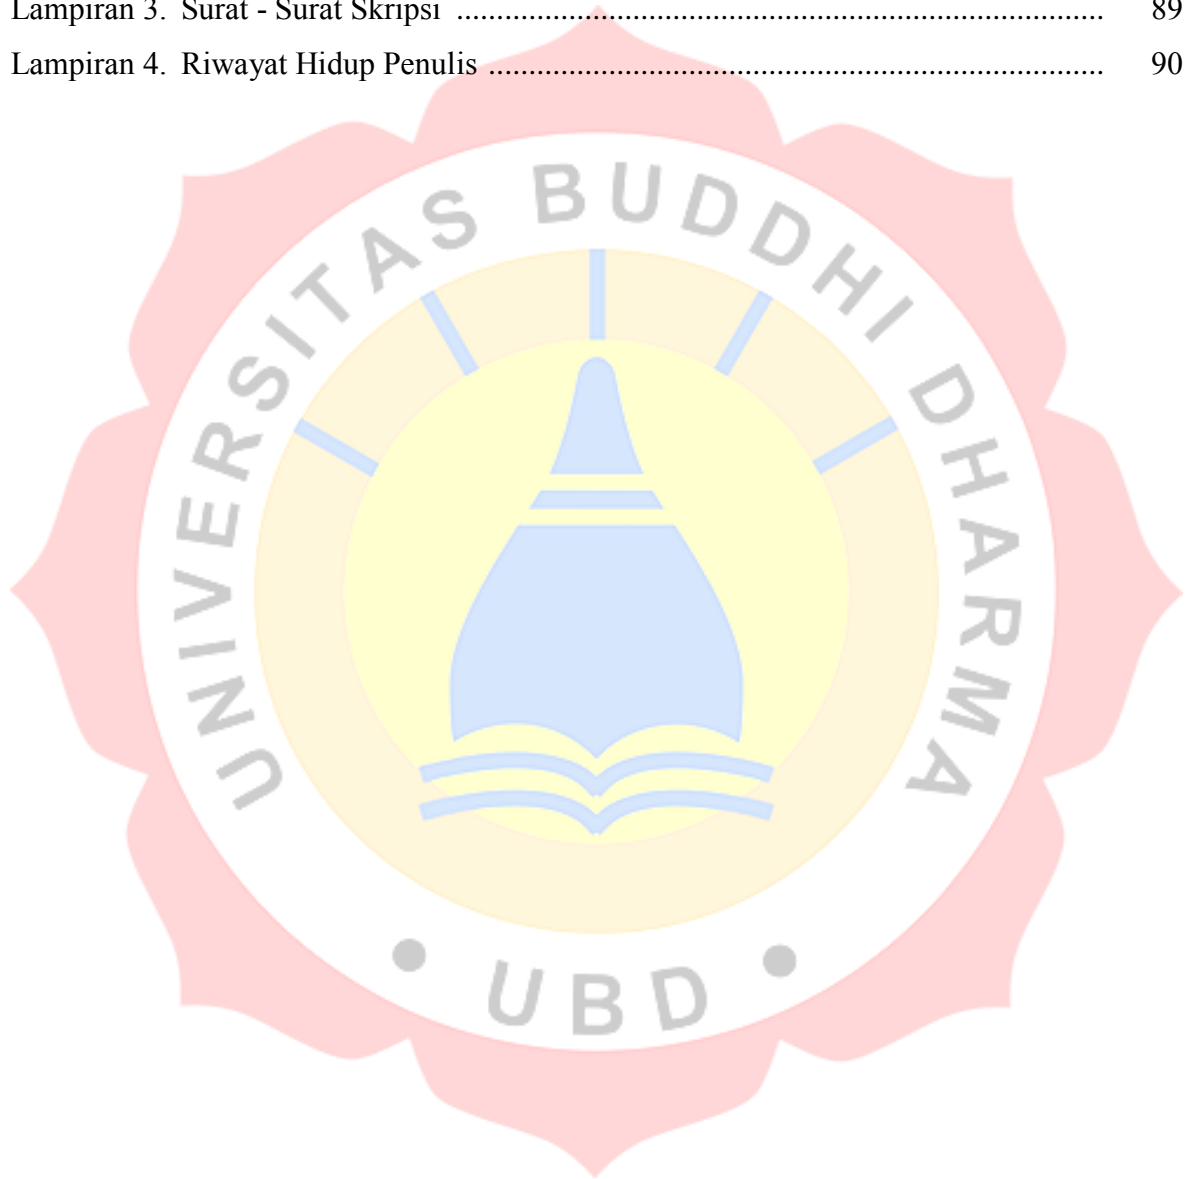 Lampiran 3. Surat - Surat Skripsi ................................................................................ 89
Lampiran 4. Riwayat Hidup Penulis ............................................................................ 90
UNIVERSITAS BUDDHI DHARMA
• UBD •